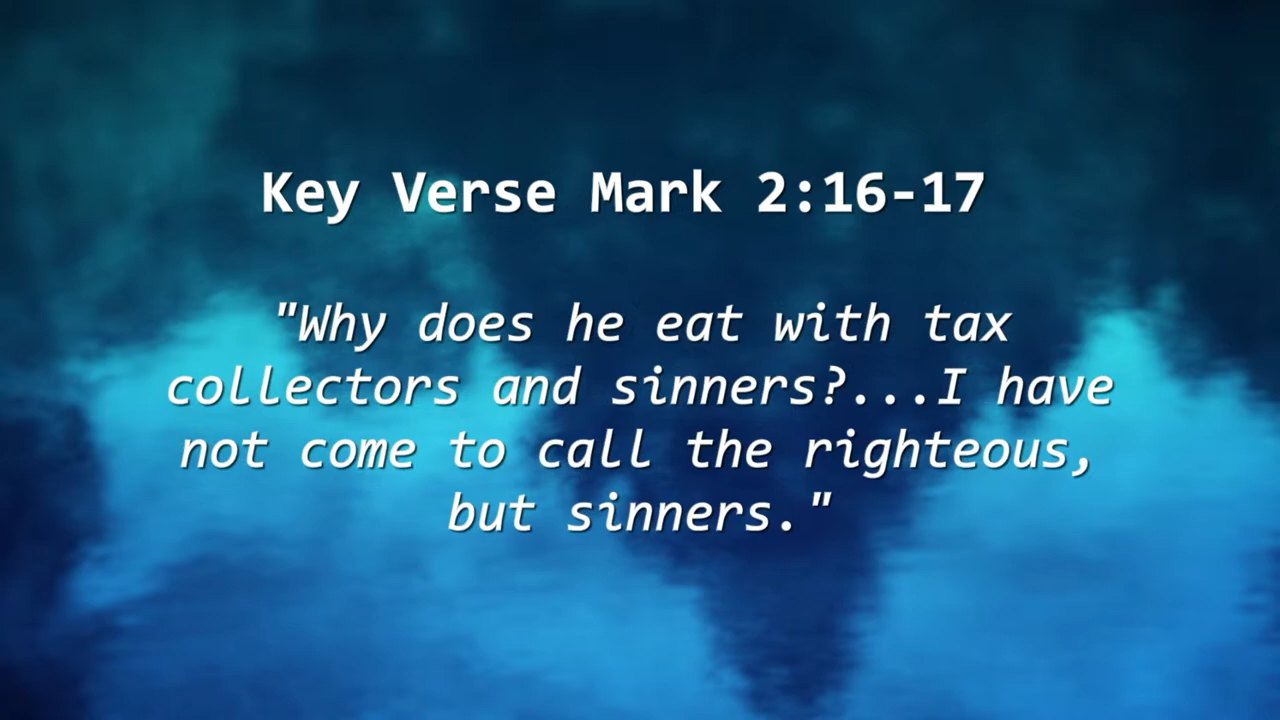 Key Verse Mark 2:16-17
"Why does he eat with tax
collectors and sinners?...I have
not come to call the righteous,
but sinners."